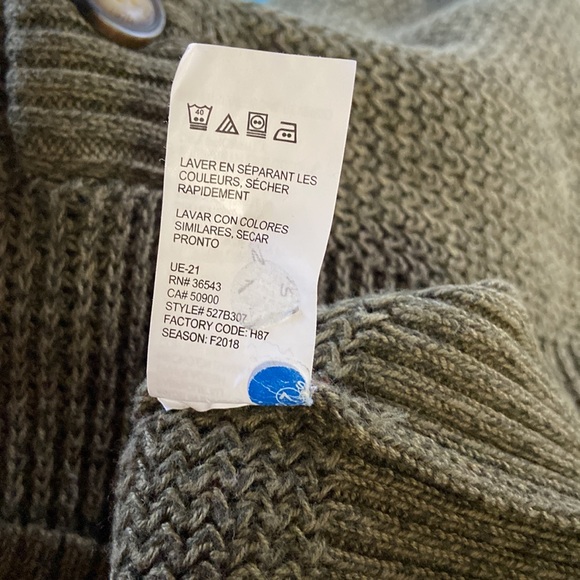 40
LAVER EN SÉPARANT LES
COULEURS, SÉCHER
RAPIDEMENT
LAVAR CON COLORES
SIMILARES, SECAR
PRONTO
UE-21
RN# 36543
CA# 50900
STYLE# 527B307
FACTORY CODE: H87
SEASON: F2018